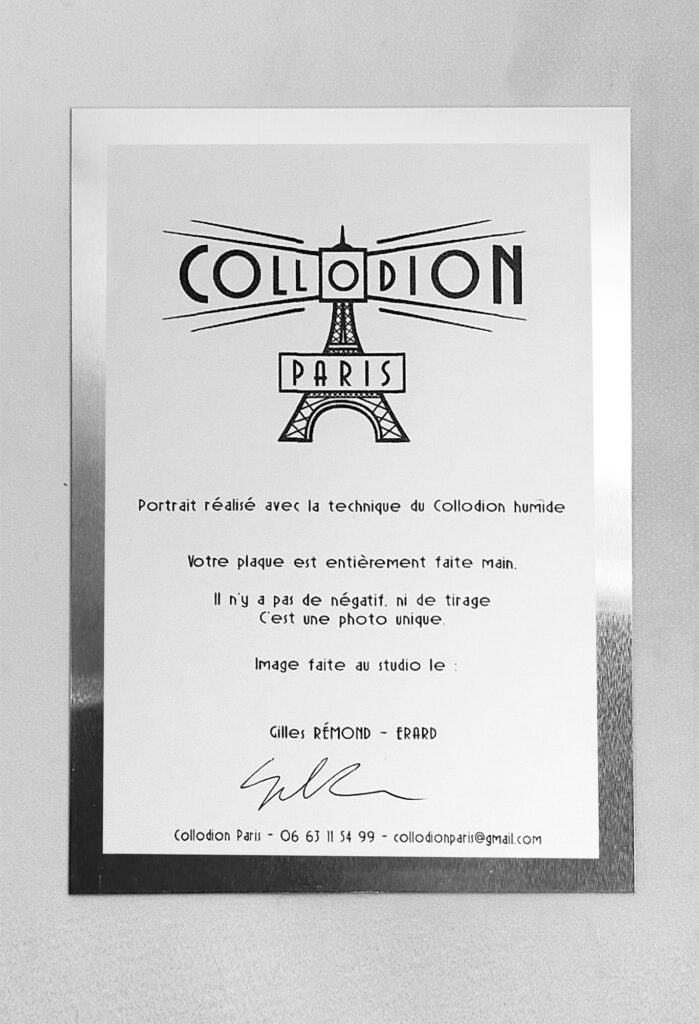 COLLODION
PARIS
Portrait réalisé avec la technique du Collodion humide
Votre plaque est entièrement faite main.
Il n'y a pas de négatif, ni de tirage
C'est une photo unique.
Image faite au studio le :
Gilles RÉMOND - ERARD
Collodion Paris - 06 63 11 54 99 - collodionparis@gmail.com